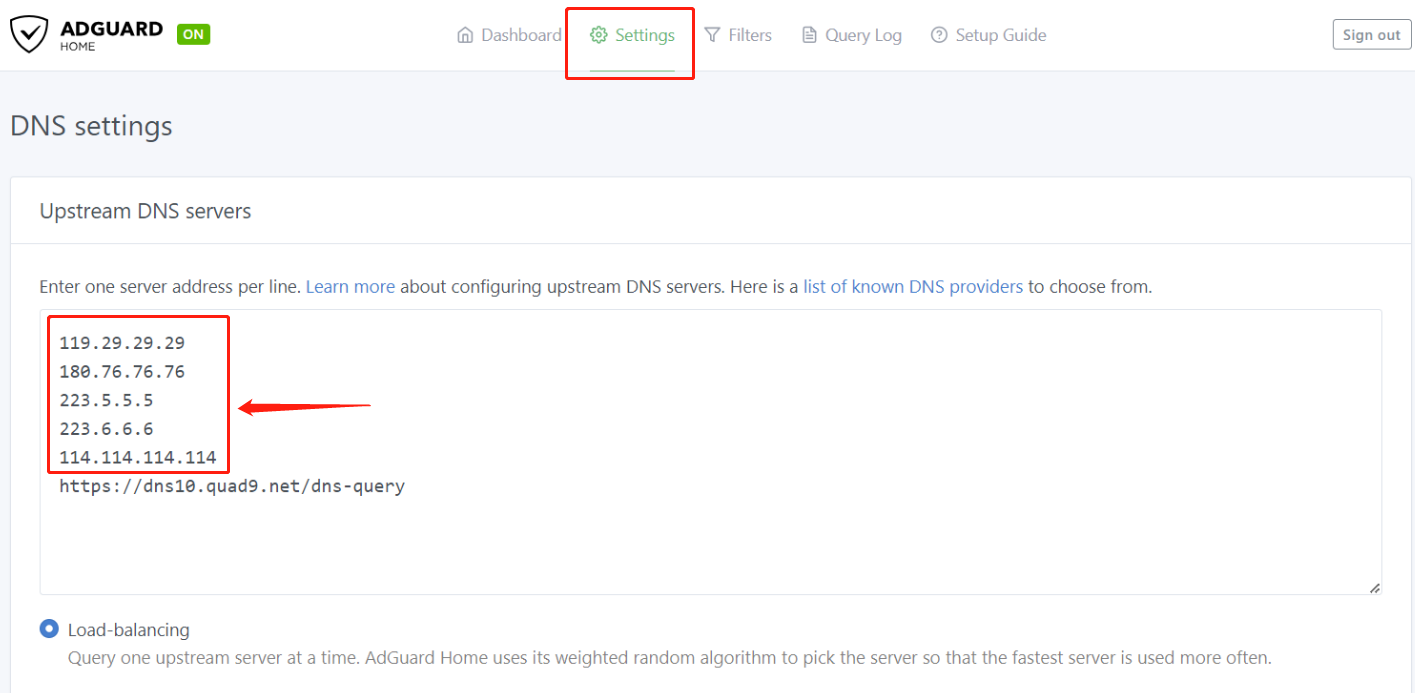 ADGUARD
HOME
ON
Dashboard
Settings
Filters
Query Log
Setup Guide
Sign out
DNS settings
Upstream DNS servers
Enter one server address per line. Learn more about configuring upstream DNS servers. Here is a list of known DNS providers to choose from.
119.29.29.29
180.76.76.76
223.5.5.5
223.6.6.6
114.114.114.114
https://dns10.quad9.net/dns-query
Load-balancing
Query one upstream server at a time. AdGuard Home uses its weighted random algorithm to pick the server so that the fastest server is used more often.